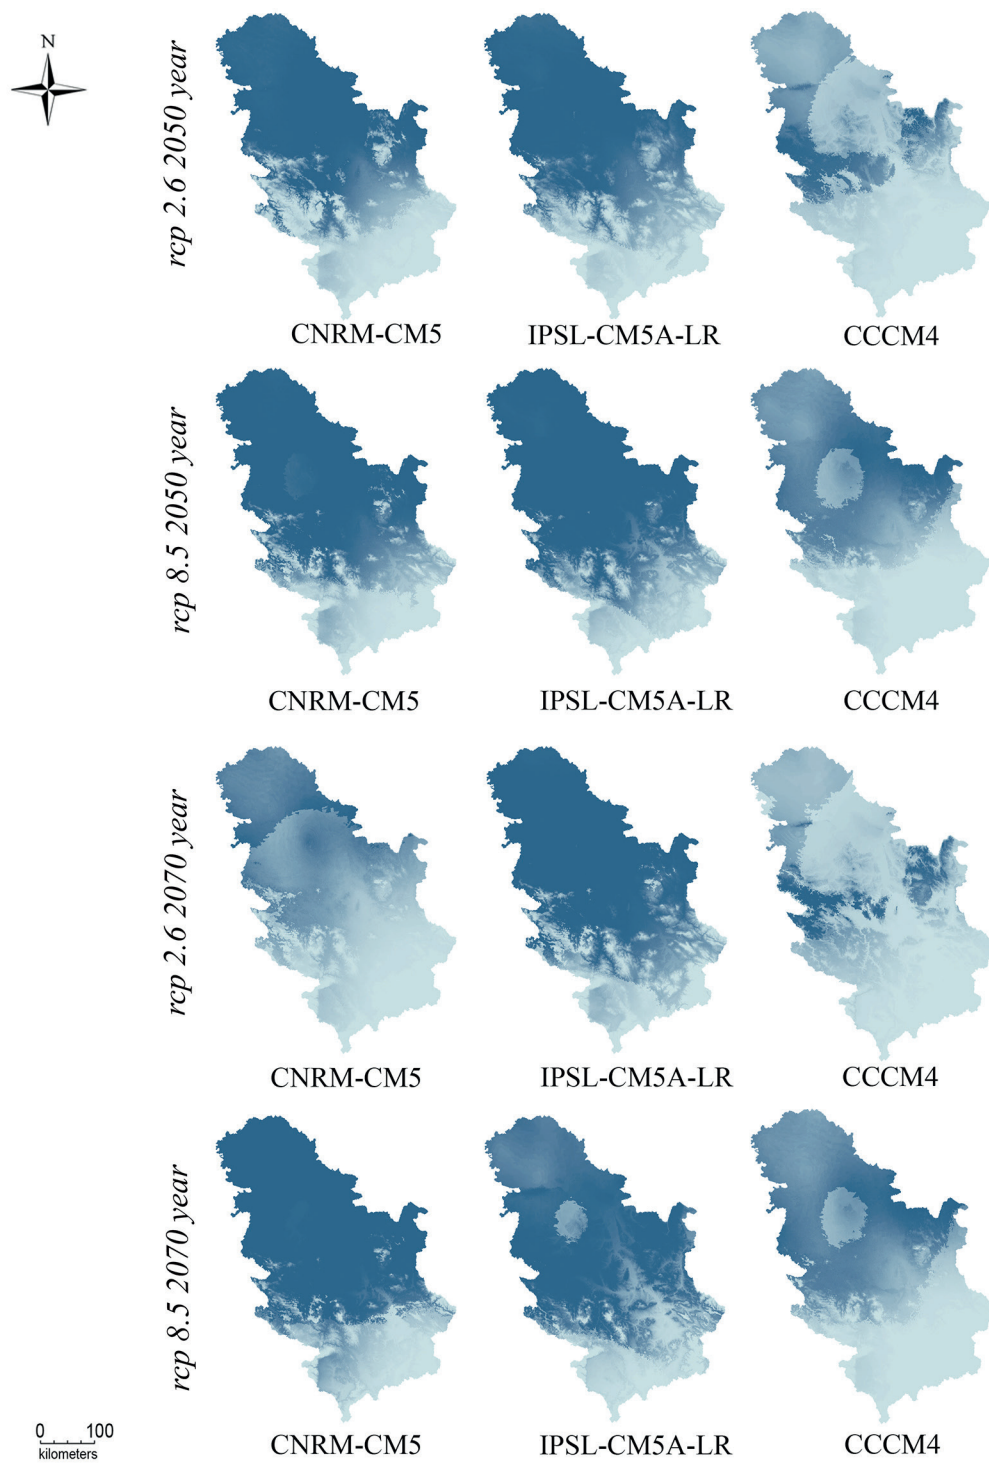 N
rcp 2.6 2050 year
CNRM-CM5
IPSL-CM5A-LR
CCCM4
rcp 8.5 2050 year
CNRM-CM5
IPSL-CM5A-LR
CCCM4
rcp 2.6 2070 year
CNRM-CM5
IPSL-CM5A-LR
CCCM4
rcp 8.5 2070 year
CNRM-CM5
IPSL-CM5A-LR
CCCM4
0 100
kilometers